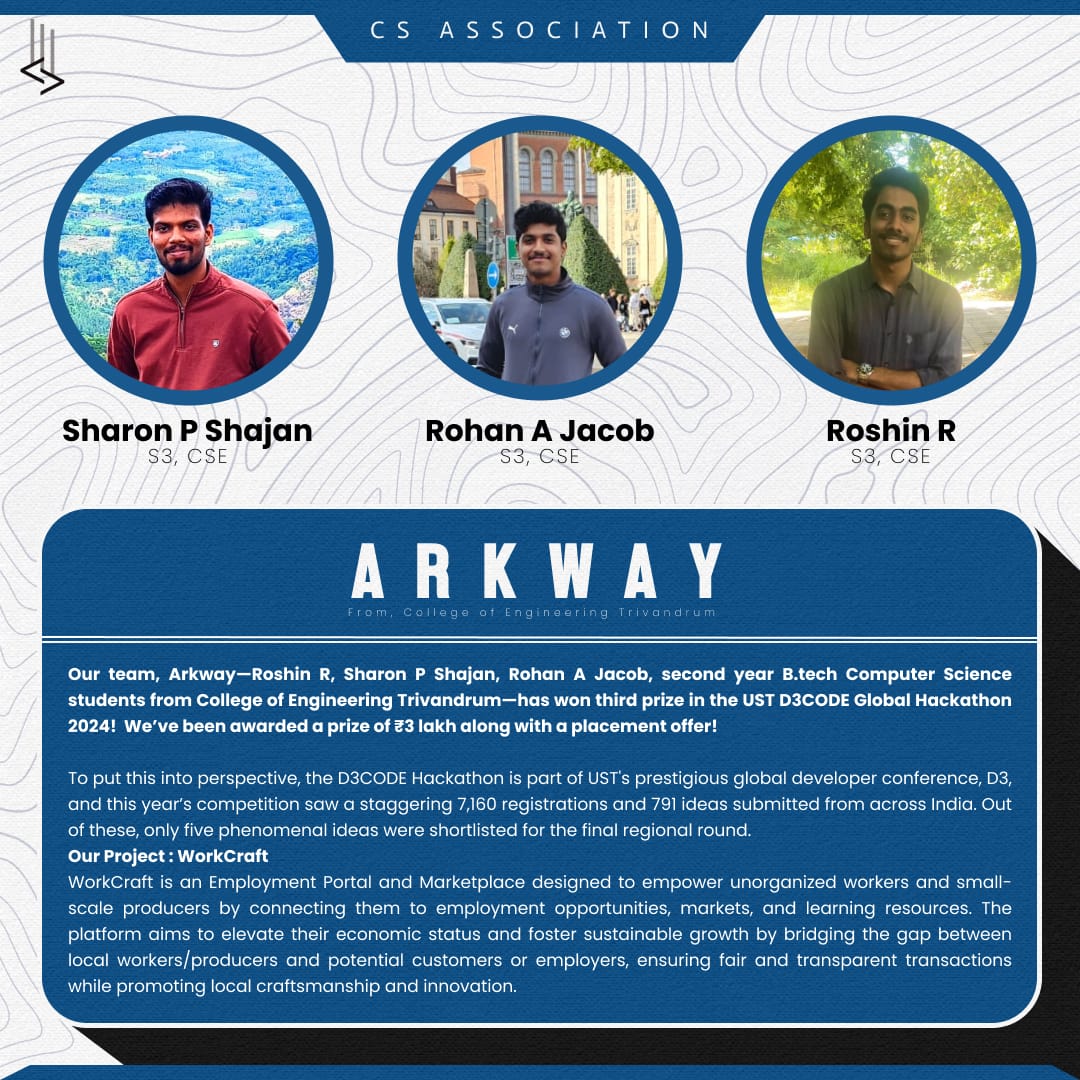 CS ASSOCIATION
Sharon P Shajan
S3, CSE
Rohan A Jacob
S3, CSE
Roshin R
S3, CSE
ARKWAY
From, College of Engineering Trivandrum
Our team, Arkway—Roshin R, Sharon P Shajan, Rohan A Jacob, second year B.tech Computer Science
students from College of Engineering Trivandrum—has won third prize in the UST D3CODE Global Hackathon
2024! We've been awarded a prize of ₹3 lakh along with a placement offer!
To put this into perspective, the D3CODE Hackathon is part of UST's prestigious global developer conference, D3,
and this year's competition saw a staggering 7,160 registrations and 791 ideas submitted from across India. Out
of these, only five phenomenal ideas were shortlisted for the final regional round.
Our Project : WorkCraft
WorkCraft is an Employment Portal and Marketplace designed to empower unorganized workers and small-
scale producers by connecting them to employment opportunities, markets, and learning resources. The
platform aims to elevate their economic status and foster sustainable growth by bridging the gap between
local workers/producers and potential customers or employers, ensuring fair and transparent transactions
while promoting local craftsmanship and innovation.